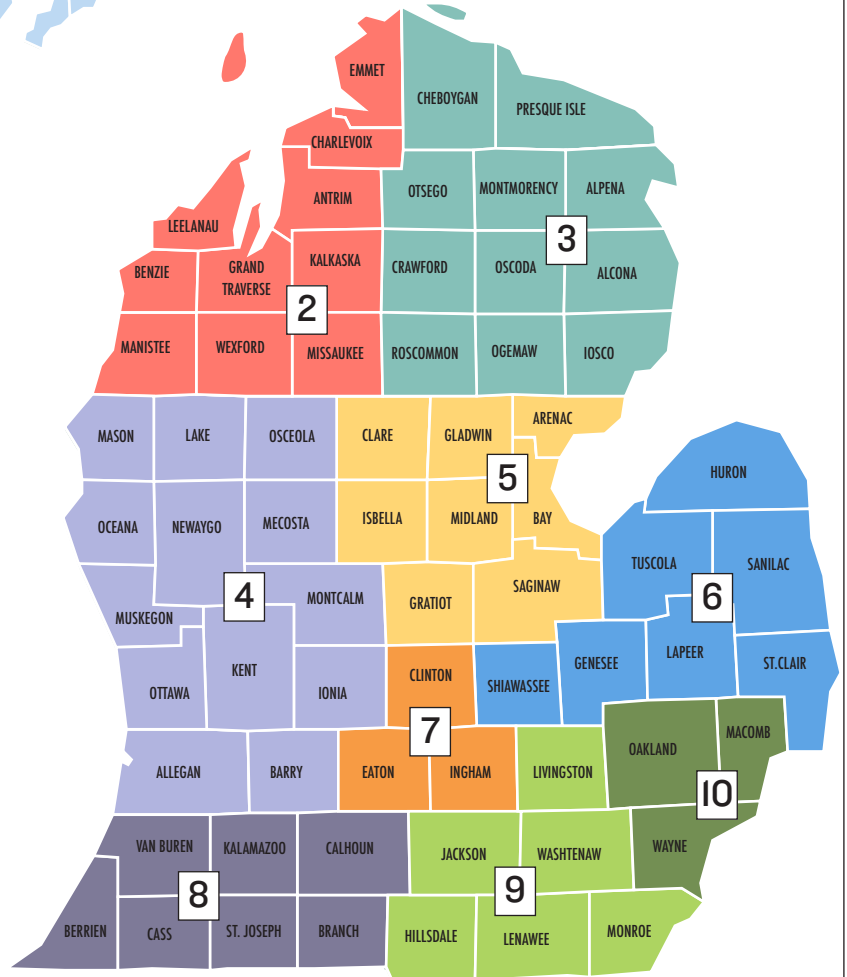 EMMET
CHEBOYGAN
PRESQUE ISLE
CHARLEVOIX
ANTRIM
OTSEGO
MONTMORENCY
ALPENA
LEELANAU
3
BENZIE
GRAND
TRAVERSE
KALKASKA
CRAWFORD
OSCODA
ALCONA
2
MANISTEE
WEXFORD
MISSAUKEE
ROSCOMMON
OGEMAW
IOSCO
MASON
LAKE
OSCEOLA
CLARE
GLADWIN
ARENAC
HURON
5
OCEANA
NEWAYGO
MECOSTA
ISBELLA
MIDLAND
BAY
TUSCOLA
SANILAC
SAGINAW
4
MONTCALM
GRATIOT
6
MUSKEGON
KENT
IONIA
CLINTON
SHIAWASSEE
GENESEE
LAPEER
ST.CLAIR
OTTAWA
7
MACOMB
OAKLAND
ALLEGAN
BARRY
EATON
INGHAM
LIVINGSTON
10
VAN BUREN
KALAMAZOO
CALHOUN
JACKSON
WASHTENAW
WAYNE
8
9
BERRIEN
CASS
ST. JOSEPH
BRANCH
HILLSDALE
LENAWEE
MONROE